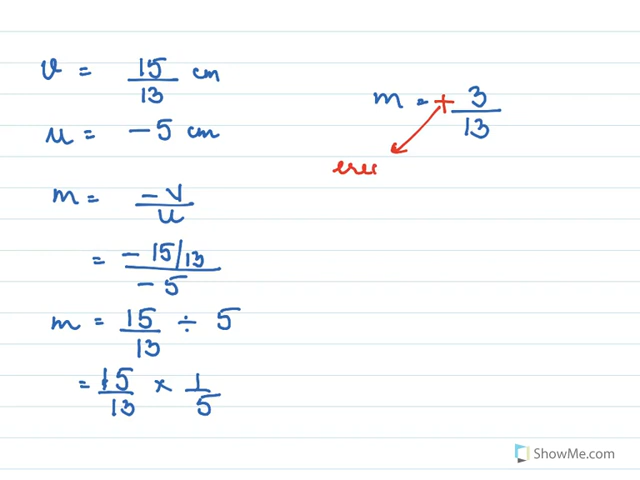 v = 15/13 cm
u = -5 cm
m = -v/u
= -15/13 / -5
m = 15/13 ÷ 5
= 15/13 × 1/5
m = + 3/13
erec
ShowMe.com